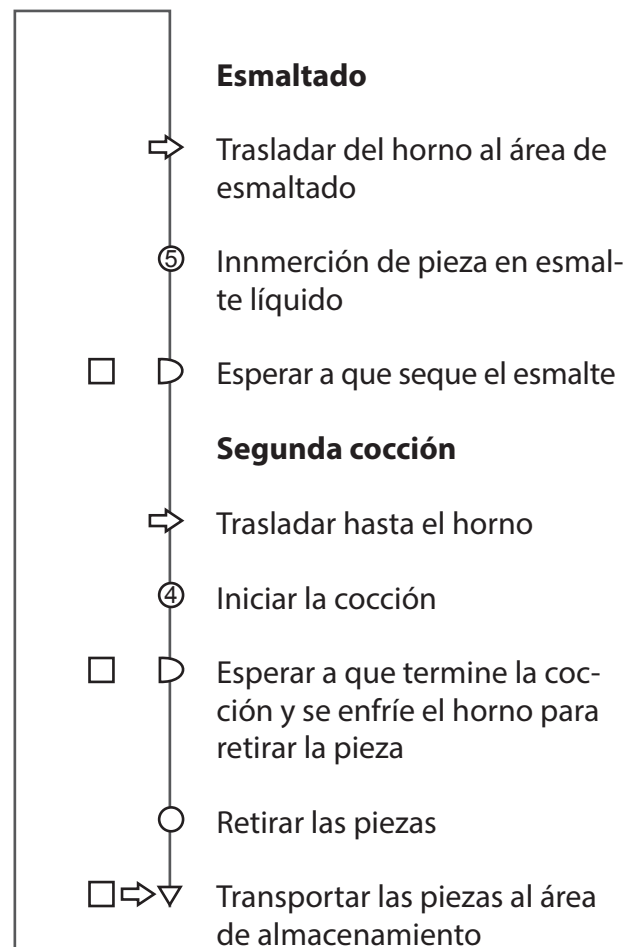 Esmaltado
Trasladar del horno al área de
esmaltado
5
Innmerción de pieza en esmal-
te líquido
Esperar a que seque el esmalte
Segunda cocción
Trasladar hasta el horno
4
Iniciar la cocción
Esperar a que termine la coc-
ción y se enfríe el horno para
retirar la pieza
Retirar las piezas
Transportar las piezas al área
de almacenamiento